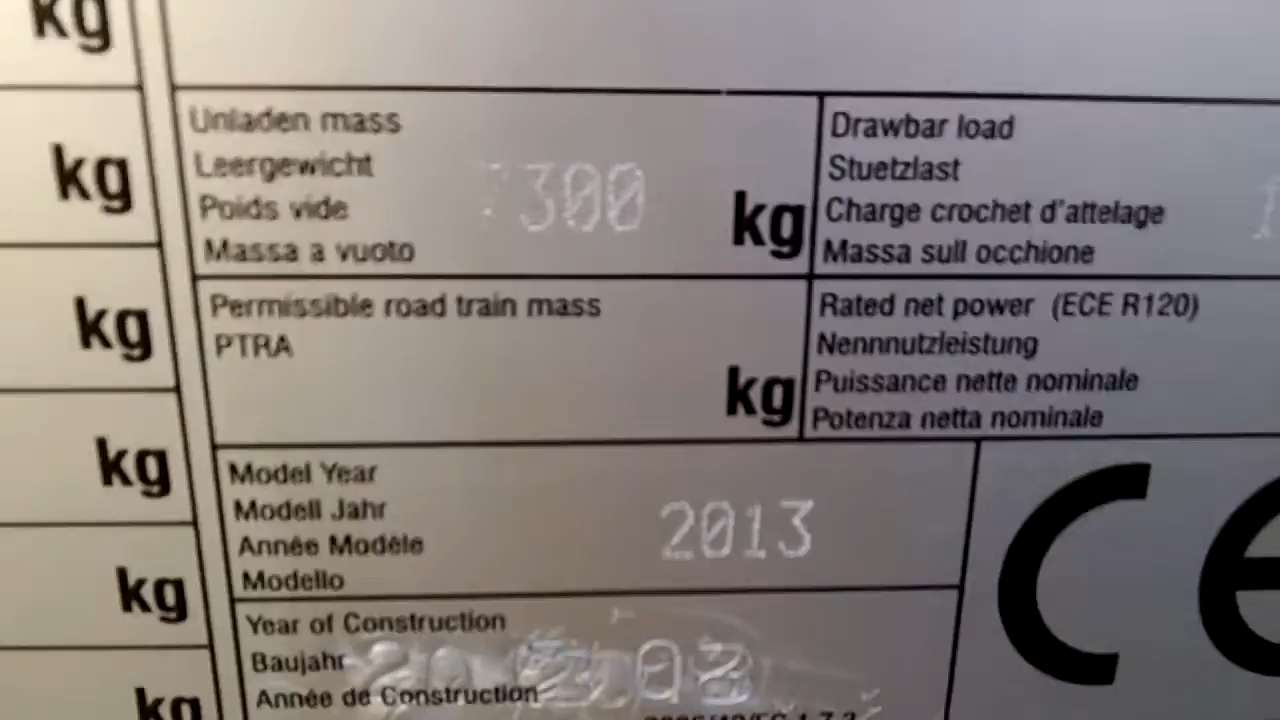 kg
kg
kg
kg
kg
kg
Unladen mass
Leergewicht
Poids vide
Massa a vuoto
kg
Drawbar load
Stuetzlast
Charge crochet d'attelage
Massa sull occhione
Permissible road train mass
PTRA
kg
Rated net power (ECE R120)
Nennnutzleistung
Puissance nette nominale
Potenza netta nominale
Model Year
Modell Jahr
Année Modèle
Modello
2013
CE
Year of Construction
Baujahr
Année de Construction